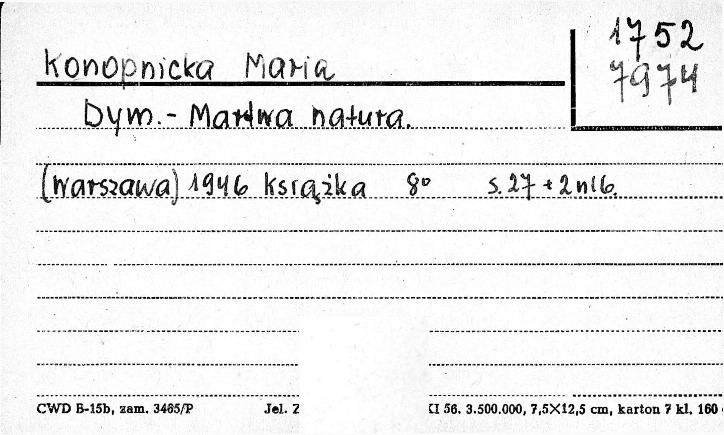 1752
7974
Konopnicka Maria
Dym. - Martwa natura.
(Warszawa) 1946 Książka 8° s. 27 + 2 nlb.
CWD B-15b, zam. 3465/P Jel. Z XI 56. 3.500.000, 7,5×12,5 cm, karton 7 kl. 160